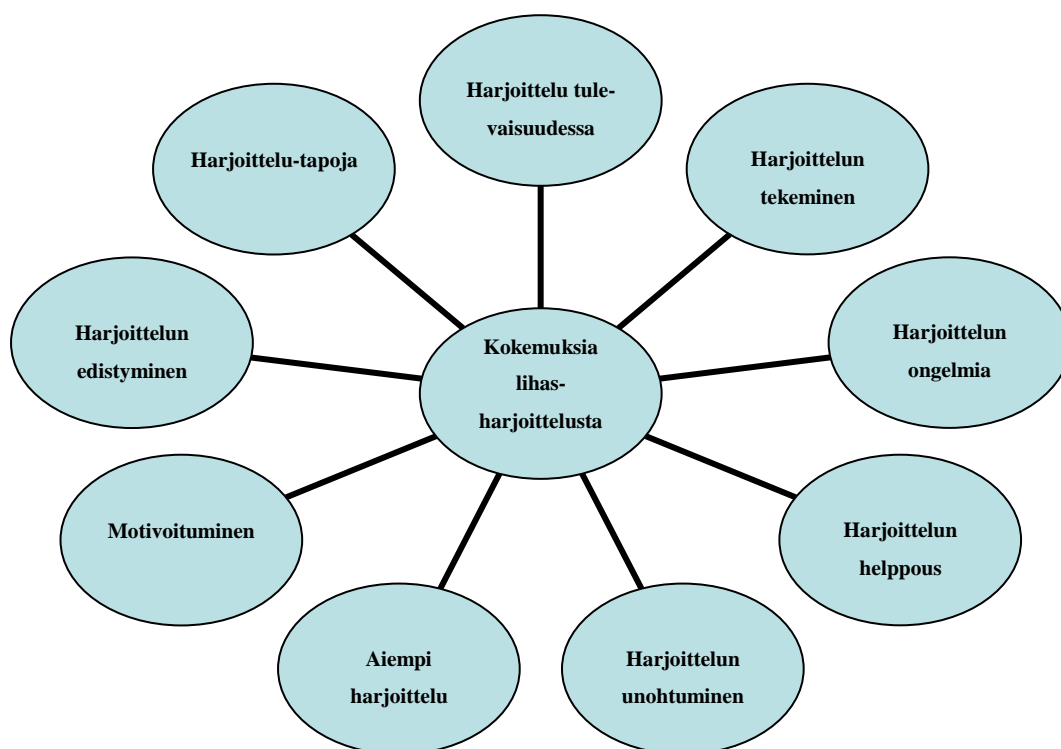 Harjoittelu tule-
vaisuudessa
Harjoittelu-tapoja
Harjoittelun
tekeminen
Harjoittelun
edistyminen
Kokemuksia
lihas-
harjoittelusta
Harjoittelun
ongelmia
Motivoituminen
Harjoittelun
helppous
Aiempi
harjoittelu
Harjoittelun
unohtuminen